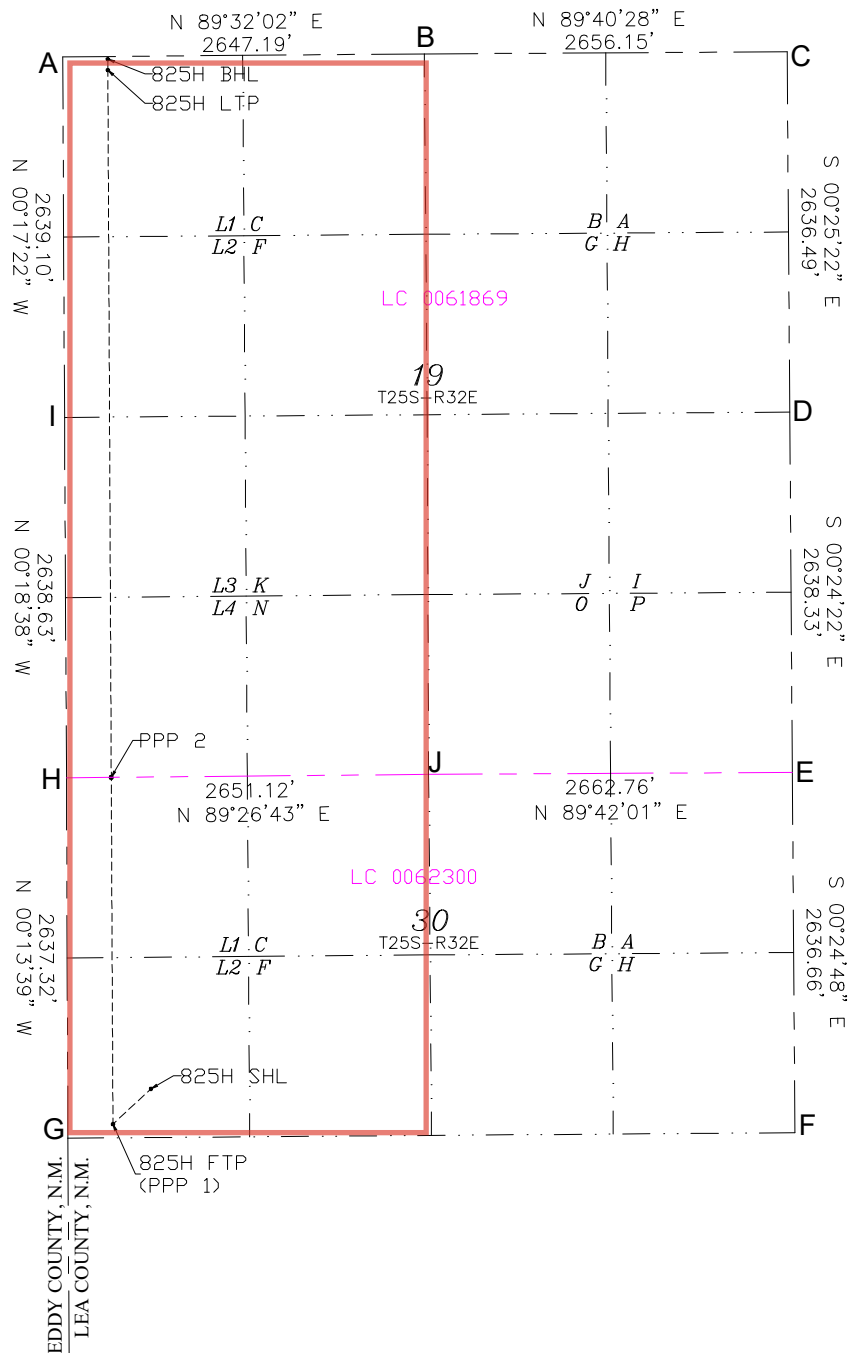 N 89°32'02" E
2647.19'
B
N 89°40'28" E
2656.15'
A
C
825H BHL
825H LTP
N 00°17'22" W
2639.10'
S 00°25'22" E
2636.49'
L1 C
L2 F
B A
G H
LC 0061869
19
T25S-R32E
I
D
N 00°18'38" W
2638.63'
S 00°24'22" E
2638.33'
L3 K
L4 N
J I
O P
PPP 2
H
J
E
2651.12'
N 89°26'43" E
2662.76'
N 89°42'01" E
LC 0062300
30
T25S-R32E
N 00°13'39" W
2637.32'
S 00°24'48" E
2636.66'
L1 C
L2 F
B A
G H
825H SHL
G
F
825H FTP
(PPP 1)
EDDY COUNTY, N.M.
LEA COUNTY, N.M.